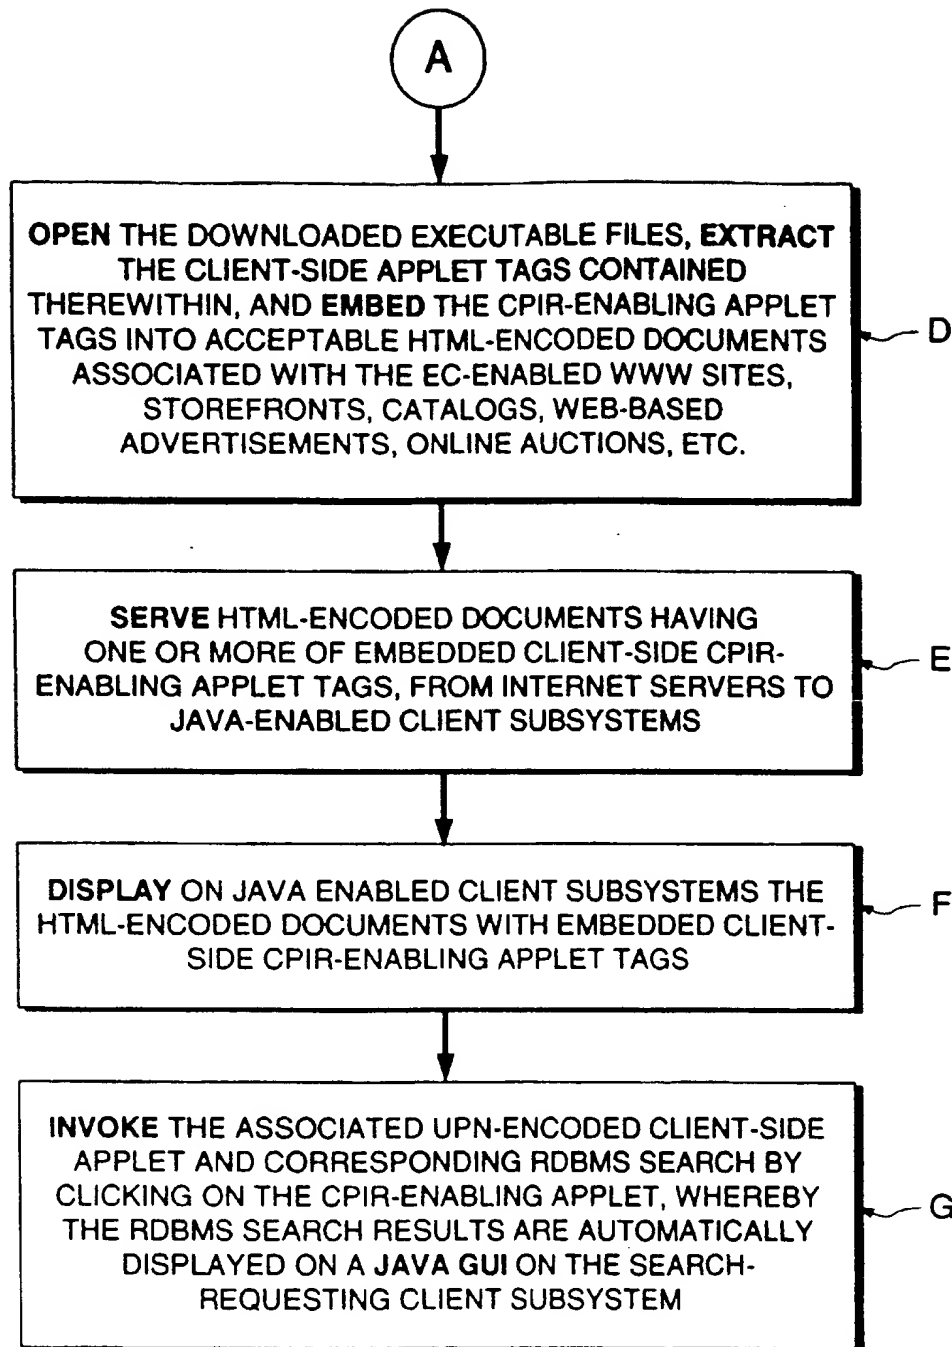 A
OPEN THE DOWNLOADED EXECUTABLE FILES, EXTRACT
THE CLIENT-SIDE APPLET TAGS CONTAINED
THEREWITHIN, AND EMBED THE CPIR-ENABLING APPLET
TAGS INTO ACCEPTABLE HTML-ENCODED DOCUMENTS
ASSOCIATED WITH THE EC-ENABLED WWW SITES,
STOREFRONTS, CATALOGS, WEB-BASED
ADVERTISEMENTS, ONLINE AUCTIONS, ETC.
D
SERVE HTML-ENCODED DOCUMENTS HAVING
ONE OR MORE OF EMBEDDED CLIENT-SIDE CPIR-
ENABLING APPLET TAGS, FROM INTERNET SERVERS TO
JAVA-ENABLED CLIENT SUBSYSTEMS
E
DISPLAY ON JAVA ENABLED CLIENT SUBSYSTEMS THE
HTML-ENCODED DOCUMENTS WITH EMBEDDED CLIENT-
SIDE CPIR-ENABLING APPLET TAGS
F
INVOKE THE ASSOCIATED UPN-ENCODED CLIENT-SIDE
APPLET AND CORRESPONDING RDBMS SEARCH BY
CLICKING ON THE CPIR-ENABLING APPLET, WHEREBY
THE RDBMS SEARCH RESULTS ARE AUTOMATICALLY
DISPLAYED ON A JAVA GUI ON THE SEARCH-
REQUESTING CLIENT SUBSYSTEM
G